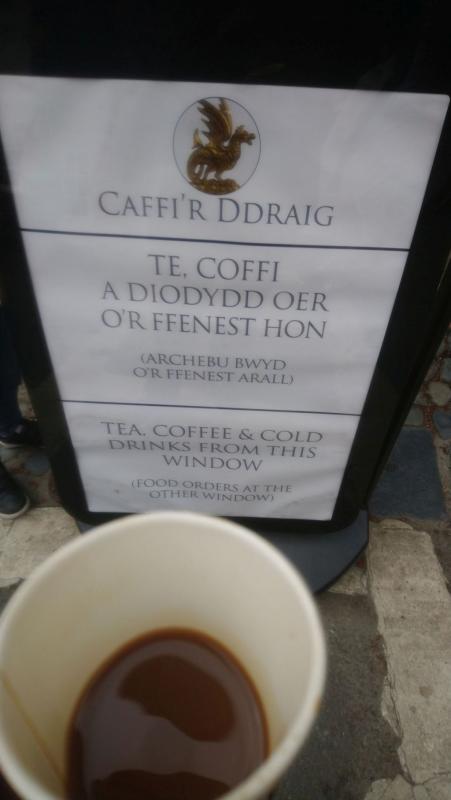 CAFFI'R DDRAIG
TE, COFFI
A DIODYDD OER
O'R FFENEST HON
(ARCHEBU BWYD
O'R FFENEST ARALL)
TEA, COFFEE & COLD
DRINKS FROM THIS
WINDOW
(FOOD ORDERS AT THE
OTHER WINDOW)